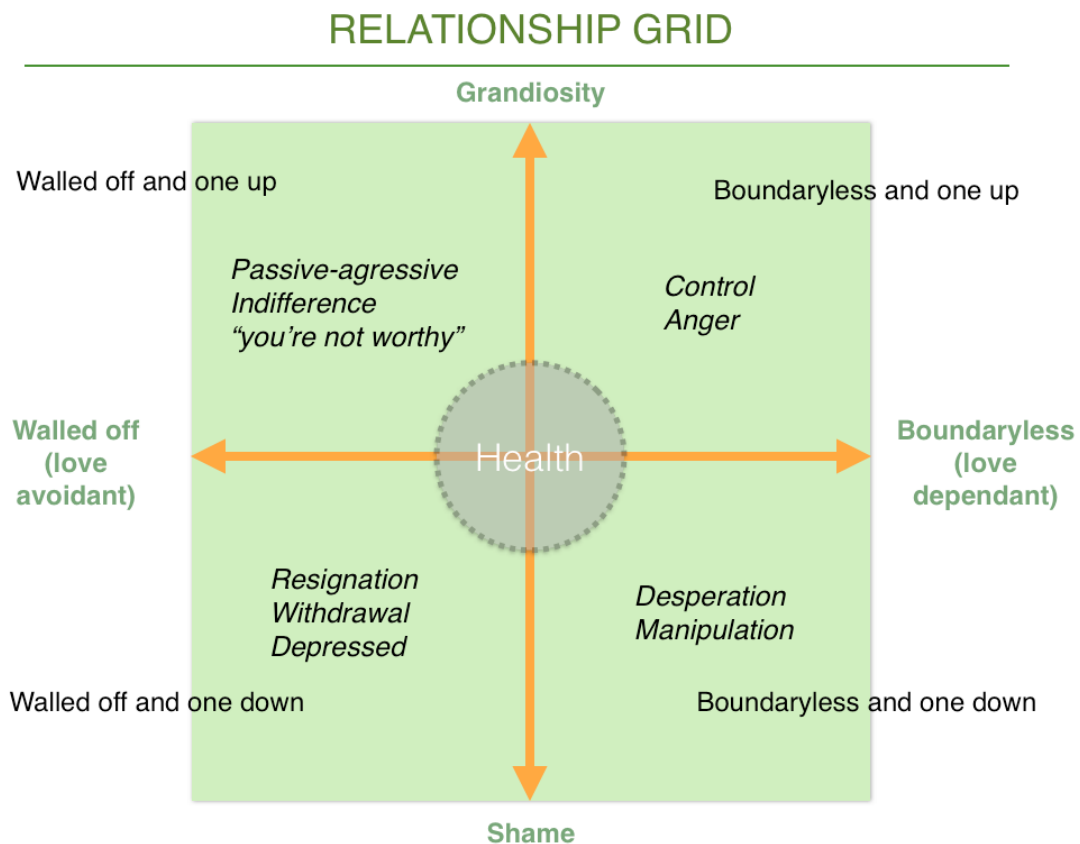 RELATIONSHIP GRID
Grandiosity
Walled off and one up
Boundaryless and one up
Passive-agressive
Indifference
“you’re not worthy”
Control
Anger
Walled off
(love
avoidant)
Health
Boundaryless
(love
dependant)
Resignation
Withdrawal
Depressed
Desperation
Manipulation
Walled off and one down
Boundaryless and one down
Shame